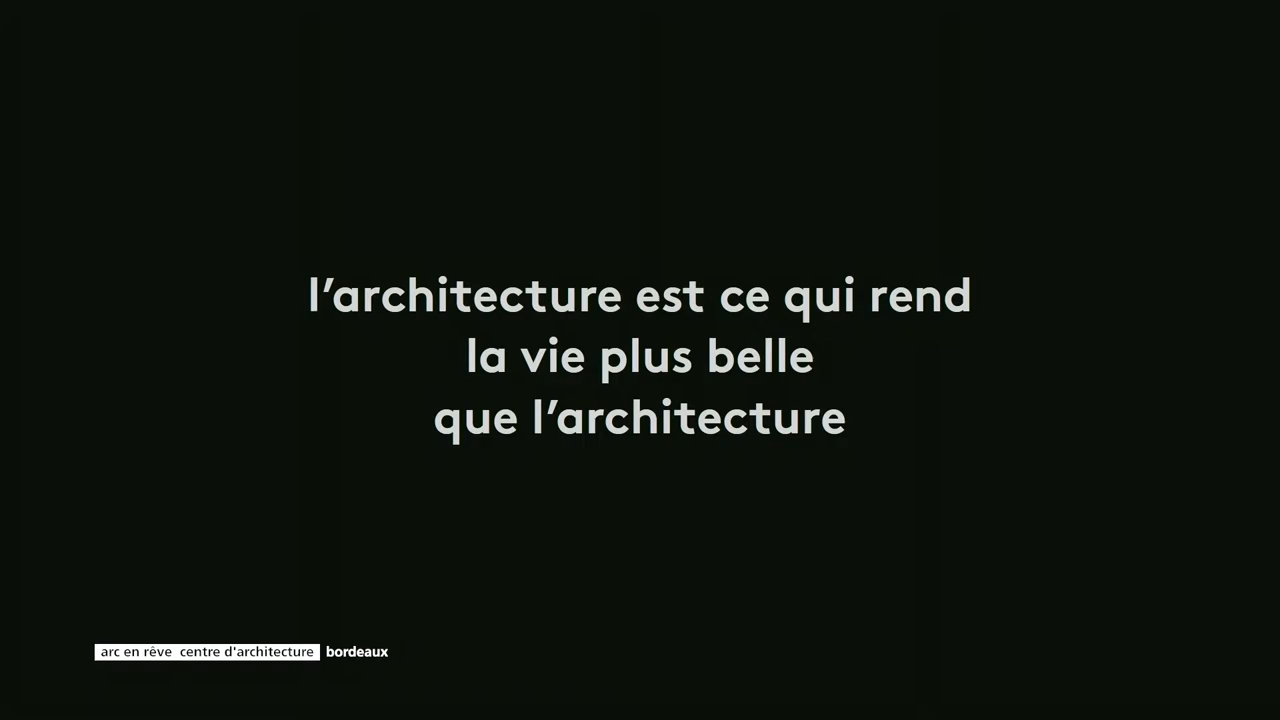 l’architecture est ce qui rend
la vie plus belle
que l’architecture
arc en rêve centre d'architecture bordeaux